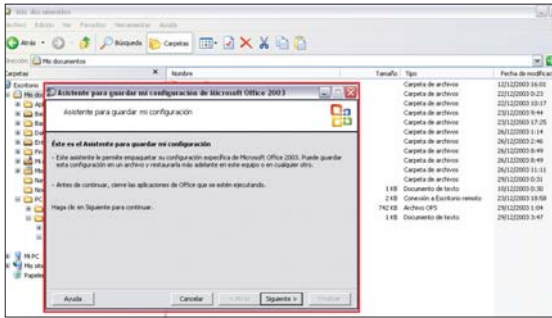 Mis documentos
Archivo Edición Ver Favoritos Herramientas Ayuda
Atrás Búsqueda Carpetas
Dirección Mis documentos
Carpetas
Nombre Tamaño Tipo Fecha de modificac
Escritorio
Mis do
Carpeta de archivos 12/12/2003 16:01
Carpeta de archivos 22/12/2003 0:23
Carpeta de archivos 22/12/2003 10:17
Carpeta de archivos 23/12/2003 9:44
Carpeta de archivos 23/12/2003 17:25
Carpeta de archivos 26/12/2003 1:14
Carpeta de archivos 26/12/2003 2:46
Carpeta de archivos 26/12/2003 8:49
Carpeta de archivos 26/12/2003 8:49
Carpeta de archivos 26/12/2003 11:11
Carpeta de archivos 29/12/2003 0:31
1 KB Documento de texto 10/12/2003 0:30
2 KB Conexión a Escritorio remoto 23/12/2003 18:58
742 KB Archivo OPS
1 KB Documento de texto 29/12/2003 3:47
PC
Mi PC
Mis sitio
Papeler
Asistente para guardar mi configuración de Microsoft Office 2003
Asistente para guardar mi configuración
Éste es el Asistente para guardar mi configuración
- Este asistente le permite empaquetar su configuración específica de Microsoft Office 2003. Puede guardar
esta configuración en un archivo y restaurarla más adelante en este equipo o en cualquier otro.
- Antes de continuar, cierre las aplicaciones de Office que se estén ejecutando.
Haga clic en Siguiente para continuar.
Ayuda Cancelar < Atrás Siguiente > Finalizar